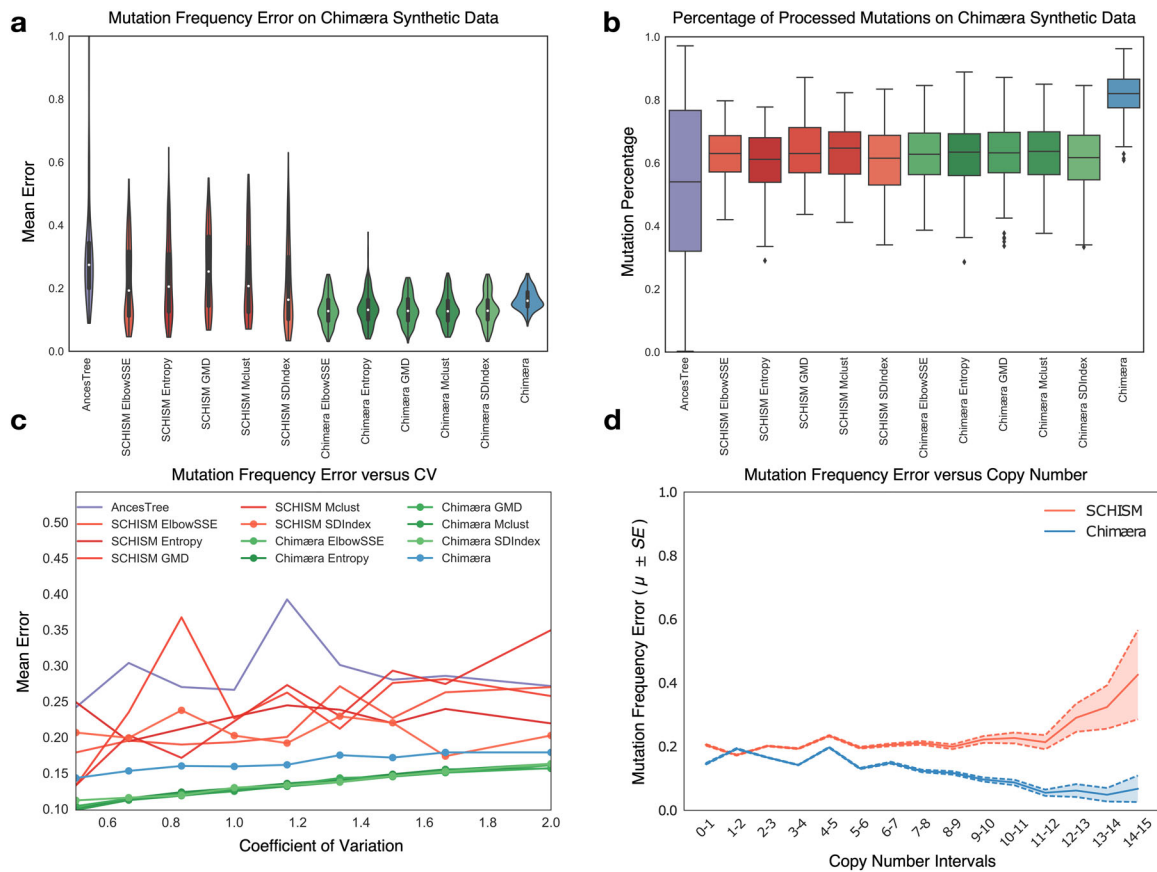 a
Mutation Frequency Error on Chimæra Synthetic Data
1.0
0.8
0.6
0.4
0.2
0.0
Mean Error
AncesTree
SCHISM ElbowSSE
SCHISM Entropy
SCHISM GMD
SCHISM Mclust
SCHISM SDIndex
Chimæra ElbowSSE
Chimæra Entropy
Chimæra GMD
Chimæra Mclust
Chimæra SDIndex
Chimæra
b
Percentage of Processed Mutations on Chimæra Synthetic Data
1.0
0.8
0.6
0.4
0.2
0.0
Mutation Percentage
AncesTree
SCHISM ElbowSSE
SCHISM Entropy
SCHISM GMD
SCHISM Mclust
SCHISM SDIndex
Chimæra ElbowSSE
Chimæra Entropy
Chimæra GMD
Chimæra Mclust
Chimæra SDIndex
Chimæra
c
Mutation Frequency Error versus CV
AncesTree
SCHISM ElbowSSE
SCHISM Entropy
SCHISM GMD
SCHISM Mclust
SCHISM SDIndex
Chimæra ElbowSSE
Chimæra Entropy
Chimæra GMD
Chimæra Mclust
Chimæra SDIndex
Chimæra
0.50
0.45
0.40
0.35
0.30
0.25
0.20
0.15
0.10
Mean Error
0.6 0.8 1.0 1.2 1.4 1.6 1.8 2.0
Coefficient of Variation
d
Mutation Frequency Error versus Copy Number
SCHISM
Chimæra
1.0
0.8
0.6
0.4
0.2
0.0
Mutation Frequency Error ( μ ± SE)
0-1
1-2
2-3
3-4
4-5
5-6
6-7
7-8
8-9
9-10
10-11
11-12
12-13
13-14
14-15
Copy Number Intervals